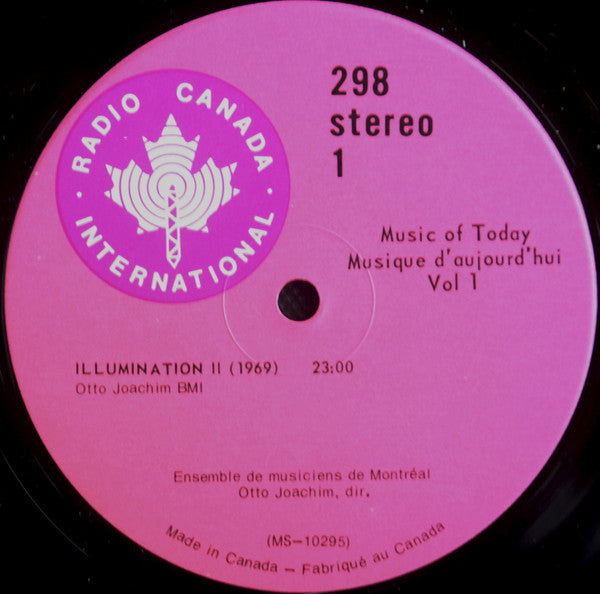 RADIO CANADA
· INTERNATIONAL ·
298
stereo
1
Music of Today
Musique d'aujourd'hui
Vol 1
ILLUMINATION II (1969) 23:00
Otto Joachim BMI
Ensemble de musiciens de Montréal
Otto Joachim, dir.
(MS-10295)
Made in Canada – Fabriqué au Canada